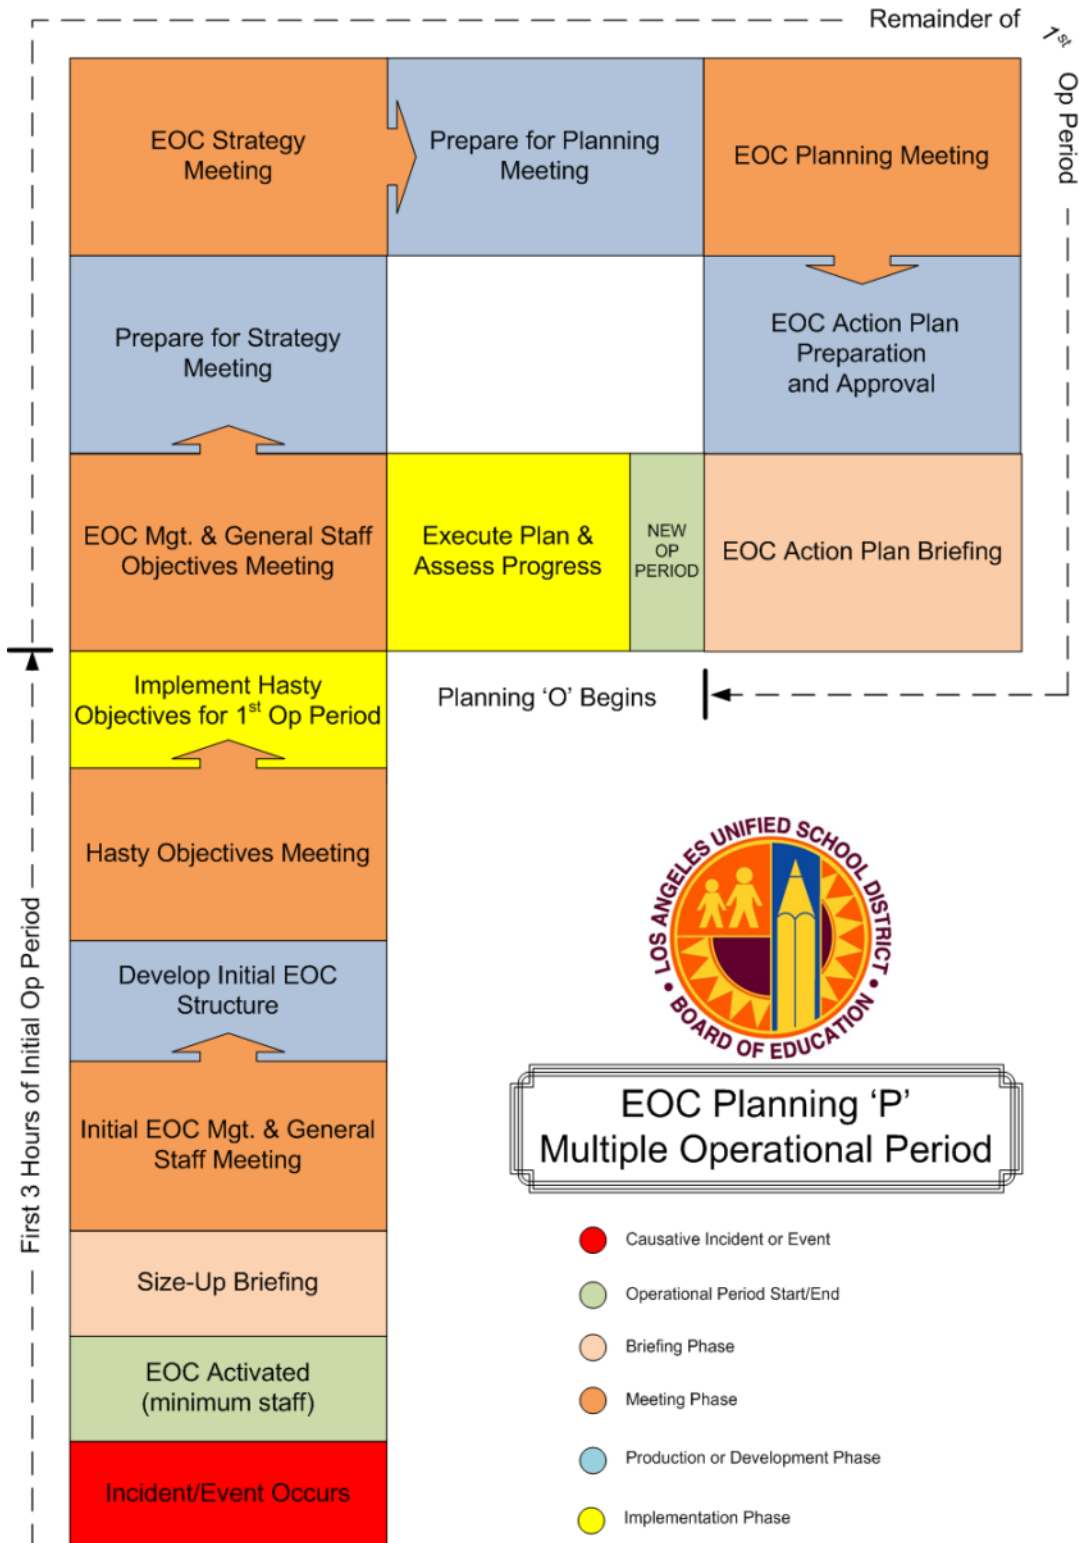 Remainder of 1st
Op Period
EOC Strategy
Meeting
Prepare for Planning
Meeting
EOC Planning Meeting
Prepare for Strategy
Meeting
EOC Action Plan
Preparation
and Approval
EOC Mgt. & General Staff
Objectives Meeting
Execute Plan &
Assess Progress
NEW
OP
PERIOD
EOC Action Plan Briefing
Implement Hasty
Objectives for 1st Op Period
Planning ‘O’ Begins
Hasty Objectives Meeting
Develop Initial EOC
Structure
Initial EOC Mgt. & General
Staff Meeting
Size-Up Briefing
EOC Activated
(minimum staff)
Incident/Event Occurs
First 3 Hours of Initial Op Period
LOS ANGELES UNIFIED SCHOOL DISTRICT
• BOARD OF EDUCATION •
EOC Planning ‘P’
Multiple Operational Period
Causative Incident or Event
Operational Period Start/End
Briefing Phase
Meeting Phase
Production or Development Phase
Implementation Phase